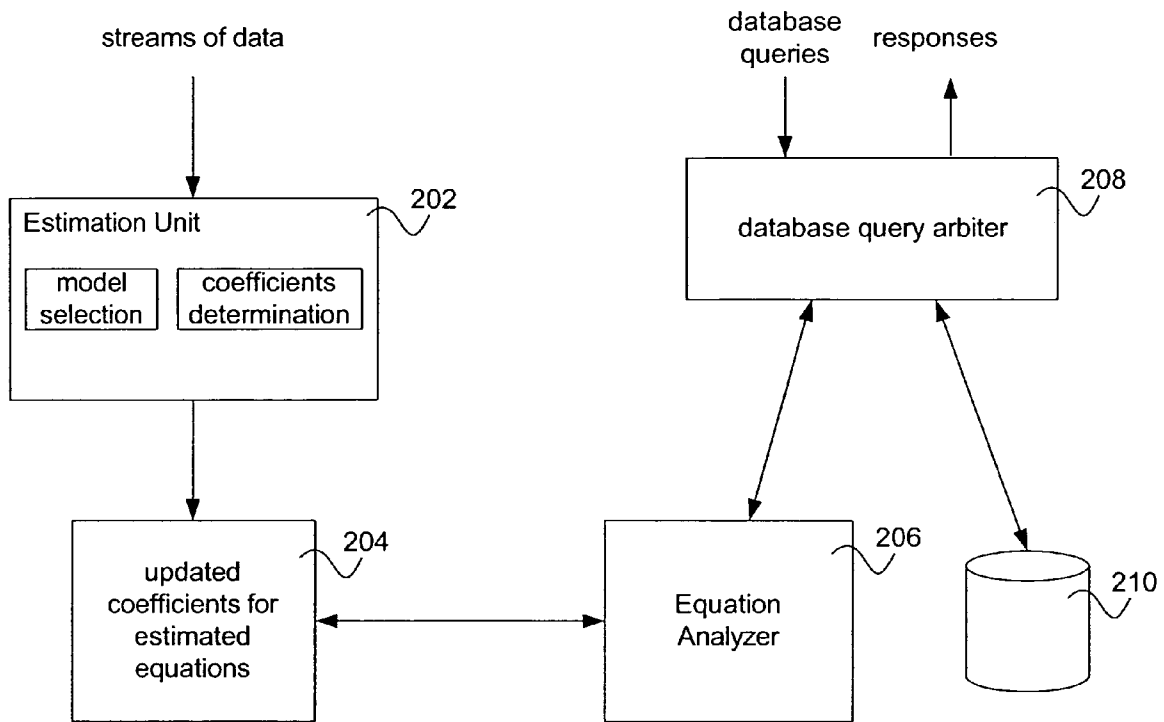 streams of data
database
queries
responses
202
Estimation Unit
model
selection
coefficients
determination
208
database query arbiter
204
updated
coefficients for
estimated
equations
206
Equation
Analyzer
210